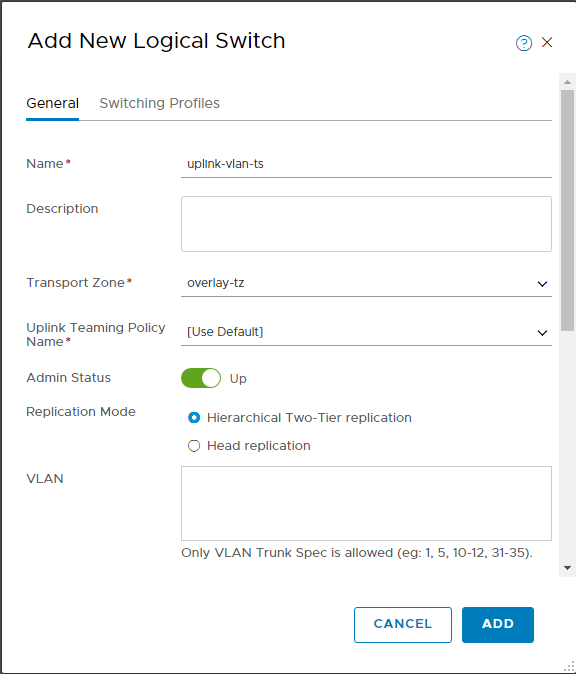 Add New Logical Switch
General Switching Profiles
Name* uplink-vlan-ts
Description
Transport Zone* overlay-tz
Uplink Teaming Policy
Name* [Use Default]
Admin Status Up
Replication Mode
Hierarchical Two-Tier replication
Head replication
VLAN
Only VLAN Trunk Spec is allowed (eg: 1, 5, 10-12, 31-35).
CANCEL ADD